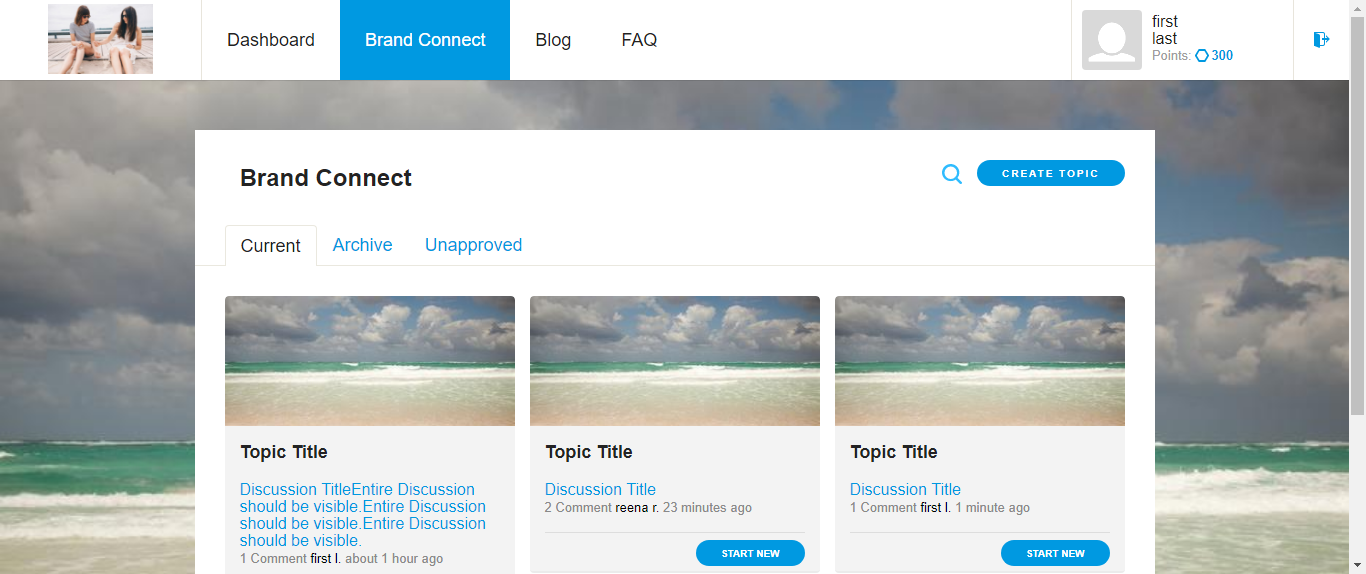 Dashboard
Brand Connect
Blog
FAQ
first
last
Points: 300
Brand Connect
CREATE TOPIC
Current
Archive
Unapproved
Topic Title
Discussion TitleEntire Discussion
should be visible.Entire Discussion
should be visible.Entire Discussion
should be visible.
1 Comment first l. about 1 hour ago
Topic Title
Discussion Title
2 Comment reena r. 23 minutes ago
START NEW
Topic Title
Discussion Title
1 Comment first l. 1 minute ago
START NEW